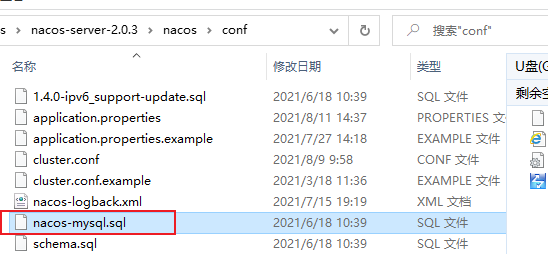 s › nacos-server-2.0.3 › nacos › conf
搜索"conf"
名称 修改日期 类型
U盘(G
剩余空
1.4.0-ipv6_support-update.sql 2021/6/18 10:39 SQL 文件
application.properties 2021/8/11 14:37 PROPERTIES 文件
application.properties.example 2021/7/27 14:18 EXAMPLE 文件
cluster.conf 2021/8/9 9:58 CONF 文件
cluster.conf.example 2021/3/18 11:36 EXAMPLE 文件
nacos-logback.xml 2021/7/15 19:19 XML 文档
nacos-mysql.sql 2021/6/18 10:39 SQL 文件
schema.sql 2021/6/18 10:39 SQL 文件